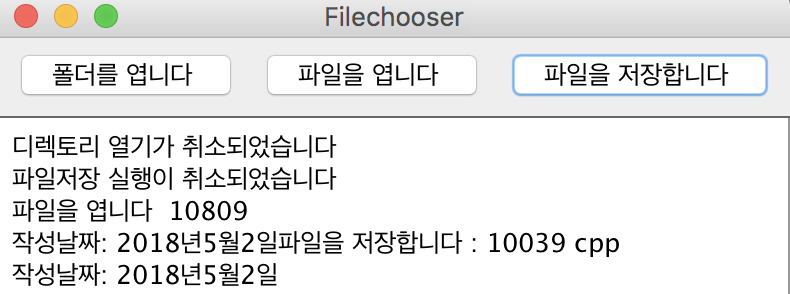 Filechooser
폴더를 엽니다 파일을 엽니다 파일을 저장합니다
디렉토리 열기가 취소되었습니다
파일저장 실행이 취소되었습니다
파일을 엽니다  10809
작성날짜: 2018년5월2일파일을 저장합니다 : 10039 cpp
작성날짜: 2018년5월2일